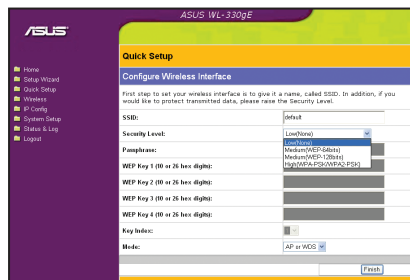 ASUS WL-330gE
ASUS
Home
Setup Wizard
Quick Setup
Wireless
IP Config
System Setup
Status & Log
Logout
Quick Setup
Configure Wireless Interface
First step to set your wireless interface is to give it a name, called SSID. In addition, if you
would like to protect transmitted data, please raise the Security Level.
SSID: default
Security Level: Low(None)
Low(None)
Medium(WEP-64bits)
Medium(WEP-128bits)
High(WPA-PSK/WPA2-PSK)
Passphrase:
WEP Key 1 (10 or 26 hex digits):
WEP Key 2 (10 or 26 hex digits):
WEP Key 3 (10 or 26 hex digits):
WEP Key 4 (10 or 26 hex digits):
Key Index:
Mode: AP or WDS
Finish